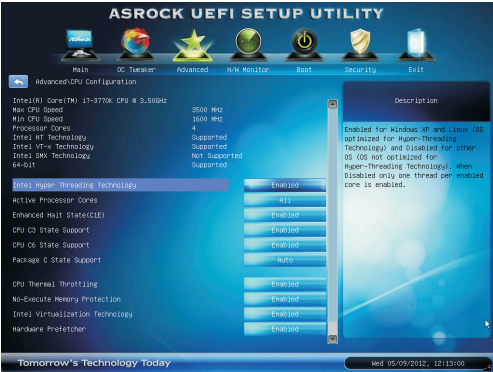 ASROCK UEFI SETUP UTILITY
Main OC Tweaker Advanced H/W Monitor Boot Security Exit
Advanced\CPU Configuration
Intel(R) Core(TM) i7-3770K CPU @ 3.50GHz
Max CPU Speed 3500 MHz
Min CPU Speed 1600 MHz
Processor Cores 4
Intel HT Technology Supported
Intel VT-x Technology Supported
Intel SMX Technology Not Supported
64-bit Supported
Intel Hyper Threading Technology Enabled
Active Processor Cores All
Enhanced Halt State(C1E) Enabled
CPU C3 State Support Enabled
CPU C6 State Support Enabled
Package C State Support Auto
CPU Thermal Throttling Enabled
No-Execute Memory Protection Enabled
Intel Virtualization Technology Enabled
Hardware Prefetcher Enabled
Description
Enabled for Windows XP and Linux (OS
optimized for Hyper-Threading
Technology) and Disabled for other
OS (OS not optimized for
Hyper-Threading Technology). When
Disabled only one thread per enabled
core is enabled.
Tomorrow's Technology Today
Wed 05/09/2012, 12:13:00